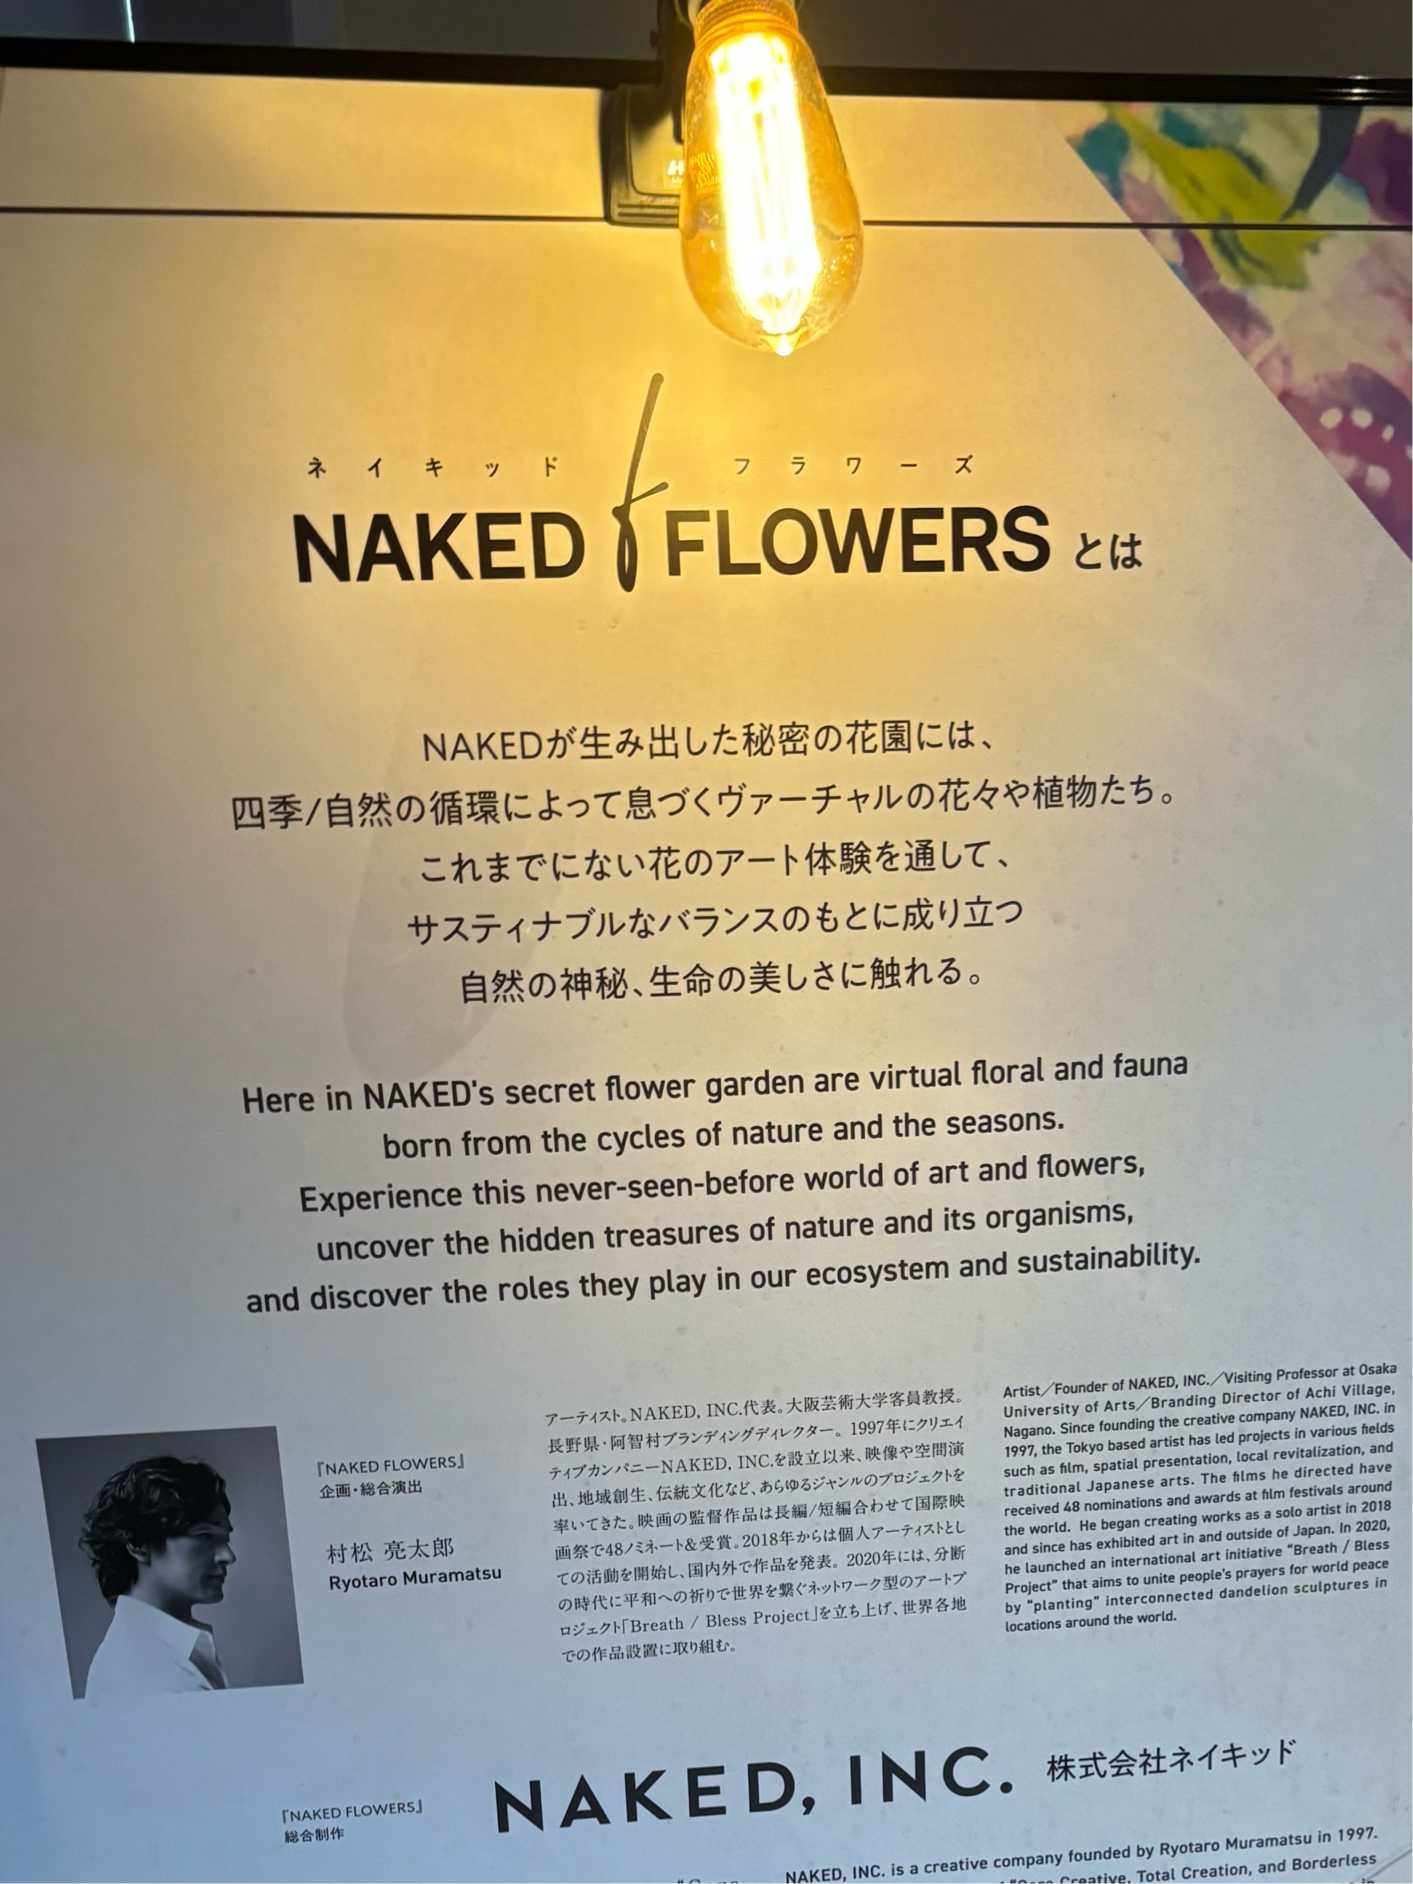 ネイキッド フラワーズ
NAKED f FLOWERS とは
NAKEDが生み出した秘密の花園には、
四季/自然の循環によって息づくヴァーチャルの花々や植物たち。
これまでにない花のアート体験を通して、
サスティナブルなバランスのもとに成り立つ
自然の神秘、生命の美しさに触れる。
Here in NAKED's secret flower garden are virtual floral and fauna
born from the cycles of nature and the seasons.
Experience this never-seen-before world of art and flowers,
uncover the hidden treasures of nature and its organisms,
and discover the roles they play in our ecosystem and sustainability.
『NAKED FLOWERS』
企画・総合演出
村松 亮太郎
Ryotaro Muramatsu
アーティスト。NAKED, INC.代表。大阪芸術大学客員教授。
長野県・阿智村ブランディングディレクター。1997年にクリエイ
ティブカンパニーNAKED, INC.を設立以来、映像や空間演
出、地域創生、伝統文化など、あらゆるジャンルのプロジェクトを
率いてきた。映画の監督作品は長編/短編合わせて国際映
画祭で48ノミネート&受賞。2018年からは個人アーティストとし
ての活動を開始し、国内外で作品を発表。2020年には、分断
の時代に平和への祈りで世界を繋ぐネットワーク型のアートプ
ロジェクト「Breath / Bless Project」を立ち上げ、世界各地
での作品設置に取り組む。
Artist／Founder of NAKED, INC.／Visiting Professor at Osaka
University of Arts／Branding Director of Achi Village,
Nagano. Since founding the creative company NAKED, INC. in
1997, the Tokyo based artist has led projects in various fields
such as film, spatial presentation, local revitalization, and
traditional Japanese arts. The films he directed have
received 48 nominations and awards at film festivals around
the world. He began creating works as a solo artist in 2018
and since has exhibited art in and outside of Japan. In 2020,
he launched an international art initiative “Breath / Bless
Project” that aims to unite people's prayers for world peace
by “planting” interconnected dandelion sculptures in
locations around the world.
『NAKED FLOWERS』
総合制作
NAKED, INC. 株式会社ネイキッド
NAKED, INC. is a creative company founded by Ryotaro Muramatsu in 1997.
Creative, Total Creation, and Borderless